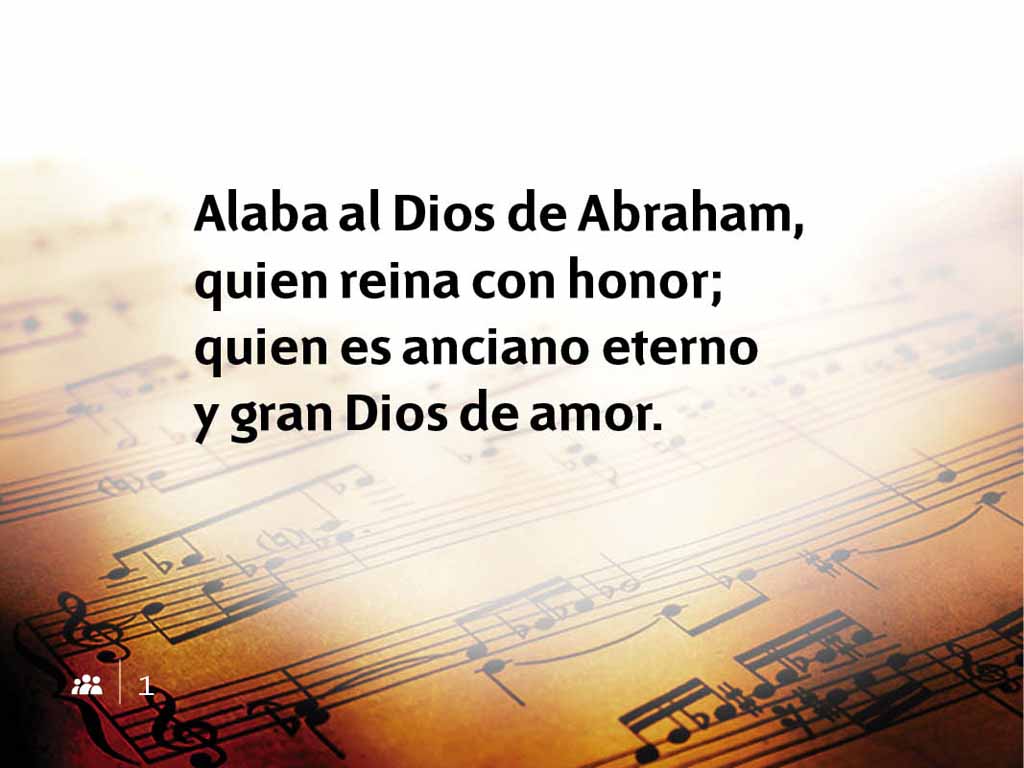 Alaba al Dios de Abraham,
quien reina con honor;
quien es anciano eterno
y gran Dios de amor.
1